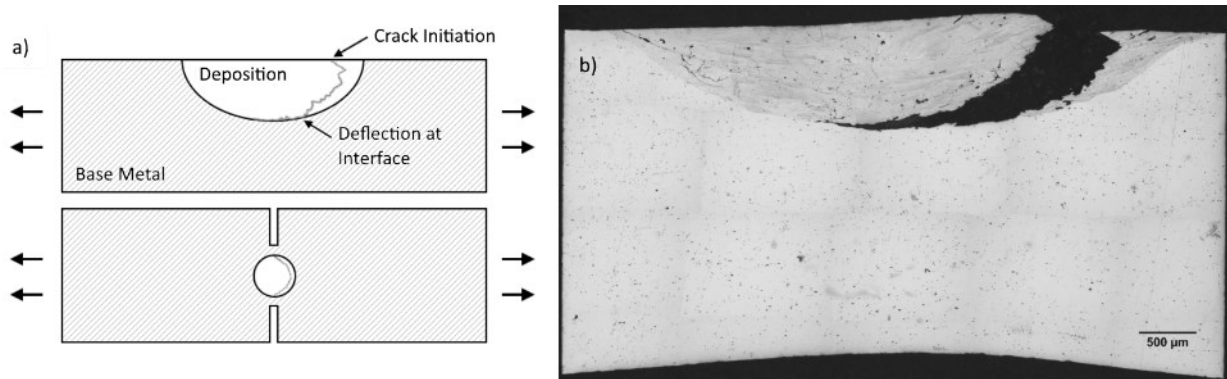 a)
Crack Initiation
Deposition
Deflection at
Interface
Base Metal
b)
500 µm